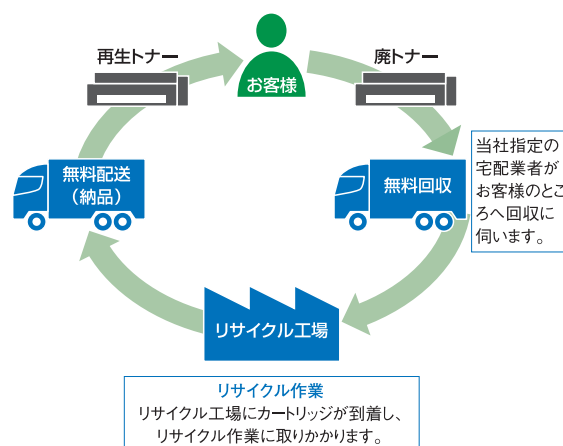 再生トナー
廃トナー
お客様
当社指定の
宅配業者が
お客様のとこ
ろへ回収に
伺います。
無料配送
（納品）
無料回収
リサイクル工場
リサイクル作業
リサイクル工場にカートリッジが到着し、
リサイクル作業に取りかかります。